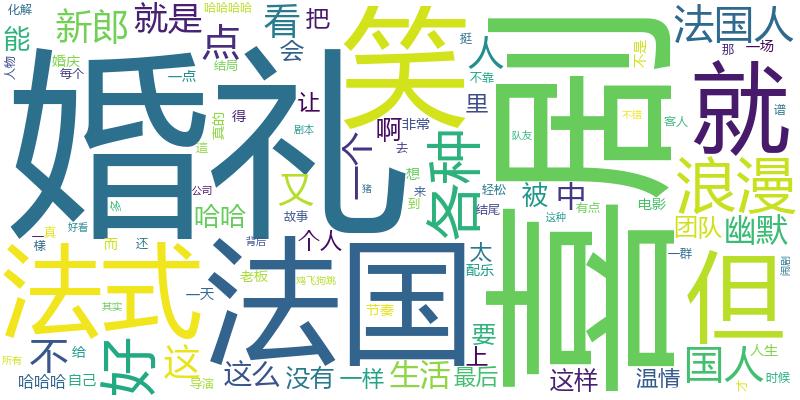 化解
哈哈哈哈
就是
看
把
能
新郎
点
会
人物
婚庆
每个
一点
结局
婚礼
笑
喜剧
法国人
挺
人
不是
那
一场
不靠
里
就
让
得
真的
剧本
啊
非常
一个
去
队友
不错
客人
谱
這
各种
想
浪漫
公司
又
来
到
轻松
被
中
电影
哈哈
故事
结尾
这种
有点
团队
幽默
好看
一樣
真
而
还
背后
个人
太
配乐
一群
法式
法国
老板
鸡飞狗跳
但
一天
其实
节奏
要
上
不
给
好
这
这么
没有
一样
生活
最后
这样
温情
国人
人生
才
时候
所有
哈哈哈
自己
导演